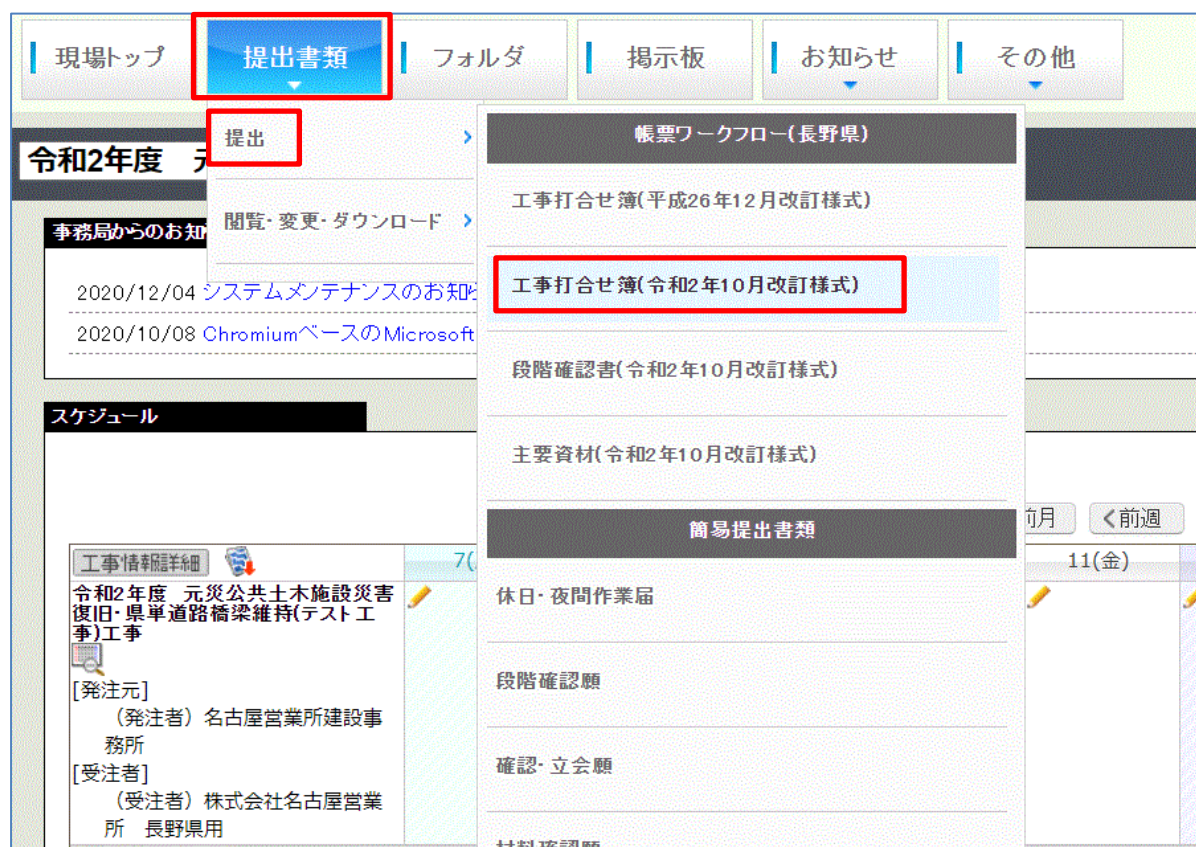 現場トップ
提出書類
フォルダ
掲示板
お知らせ
その他
提出
閲覧・変更・ダウンロード
帳票ワークフロー(長野県)
工事打合せ簿(平成26年12月改訂様式)
工事打合せ簿(令和2年10月改訂様式)
段階確認書(令和2年10月改訂様式)
主要資材(令和2年10月改訂様式)
簡易提出書類
休日・夜間作業届
段階確認願
確認・立会願
材料確認願
令和2年度 元
事務局からのお知
2020/12/04 システムメンテナンスのお知ら
2020/10/08 ChromiumベースのMicrosoft
スケジュール
前月
前週
工事情報詳細
7(
11(金)
令和2年度 元災公共土木施設災害
復旧・県単道路橋梁維持(テスト工
事)工事
[発注元]
(発注者)名古屋営業所建設事
務所
[受注者]
(受注者)株式会社名古屋営業
所 長野県用